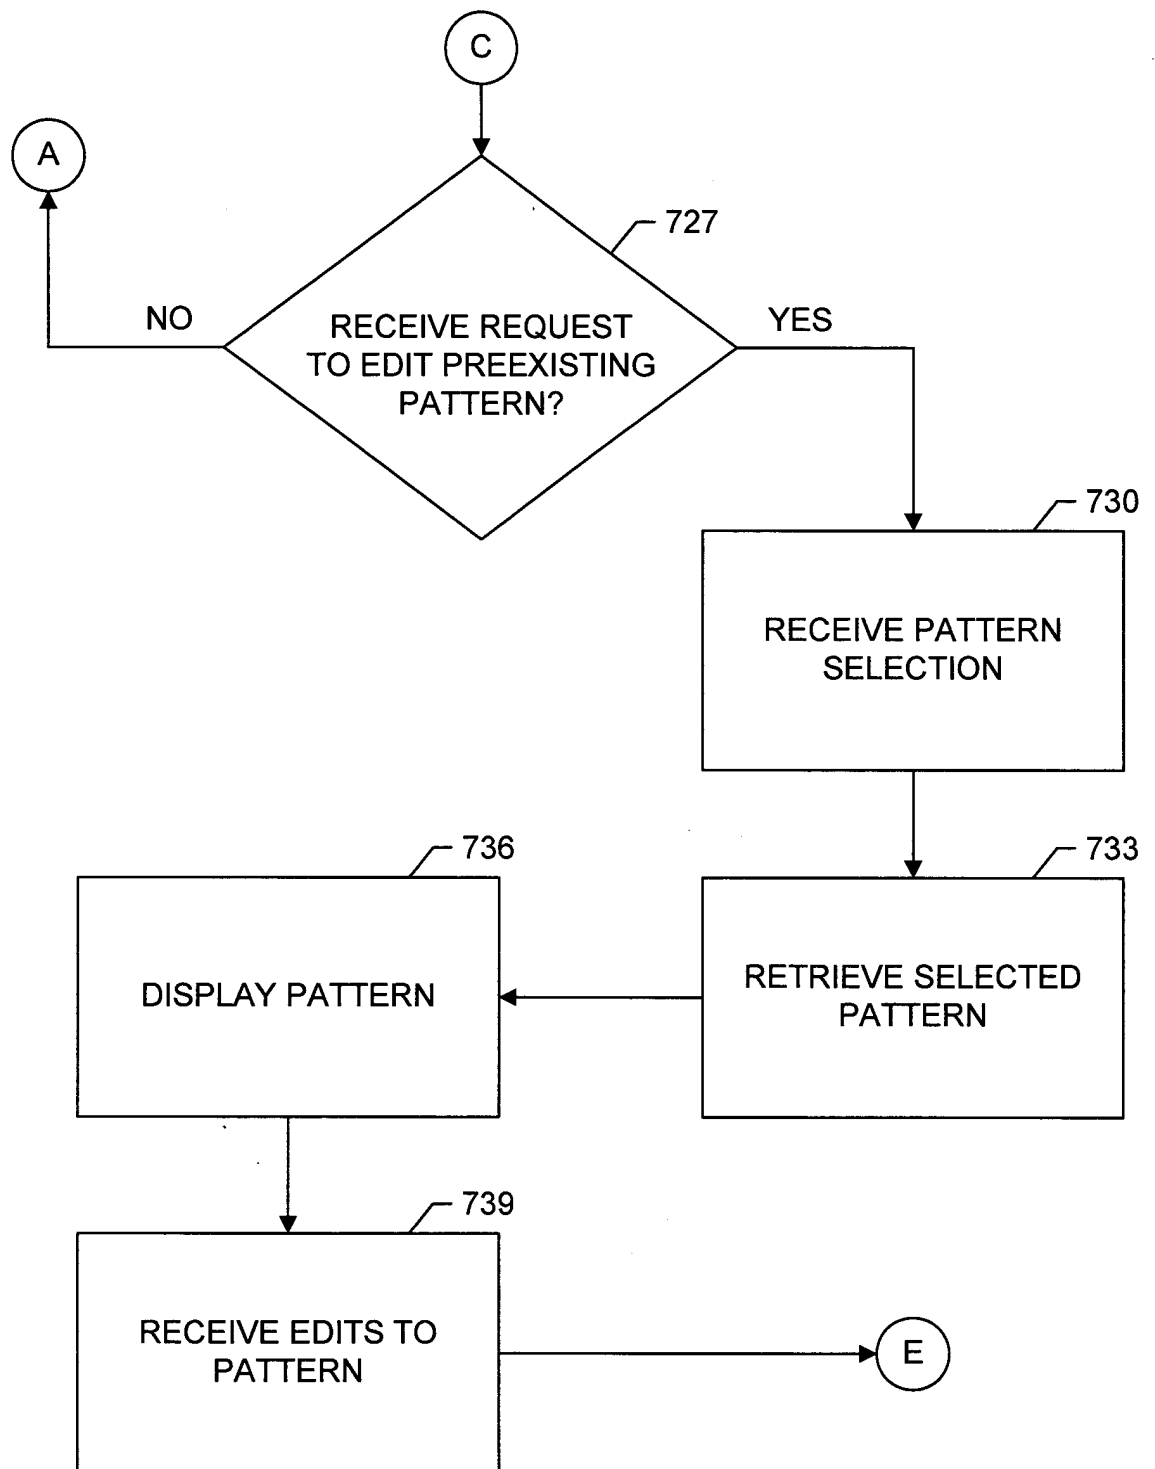 C
A
727
NO
YES
RECEIVE REQUEST
TO EDIT PREEXISTING
PATTERN?
730
RECEIVE PATTERN
SELECTION
736
733
DISPLAY PATTERN
RETRIEVE SELECTED
PATTERN
739
RECEIVE EDITS TO
PATTERN
E